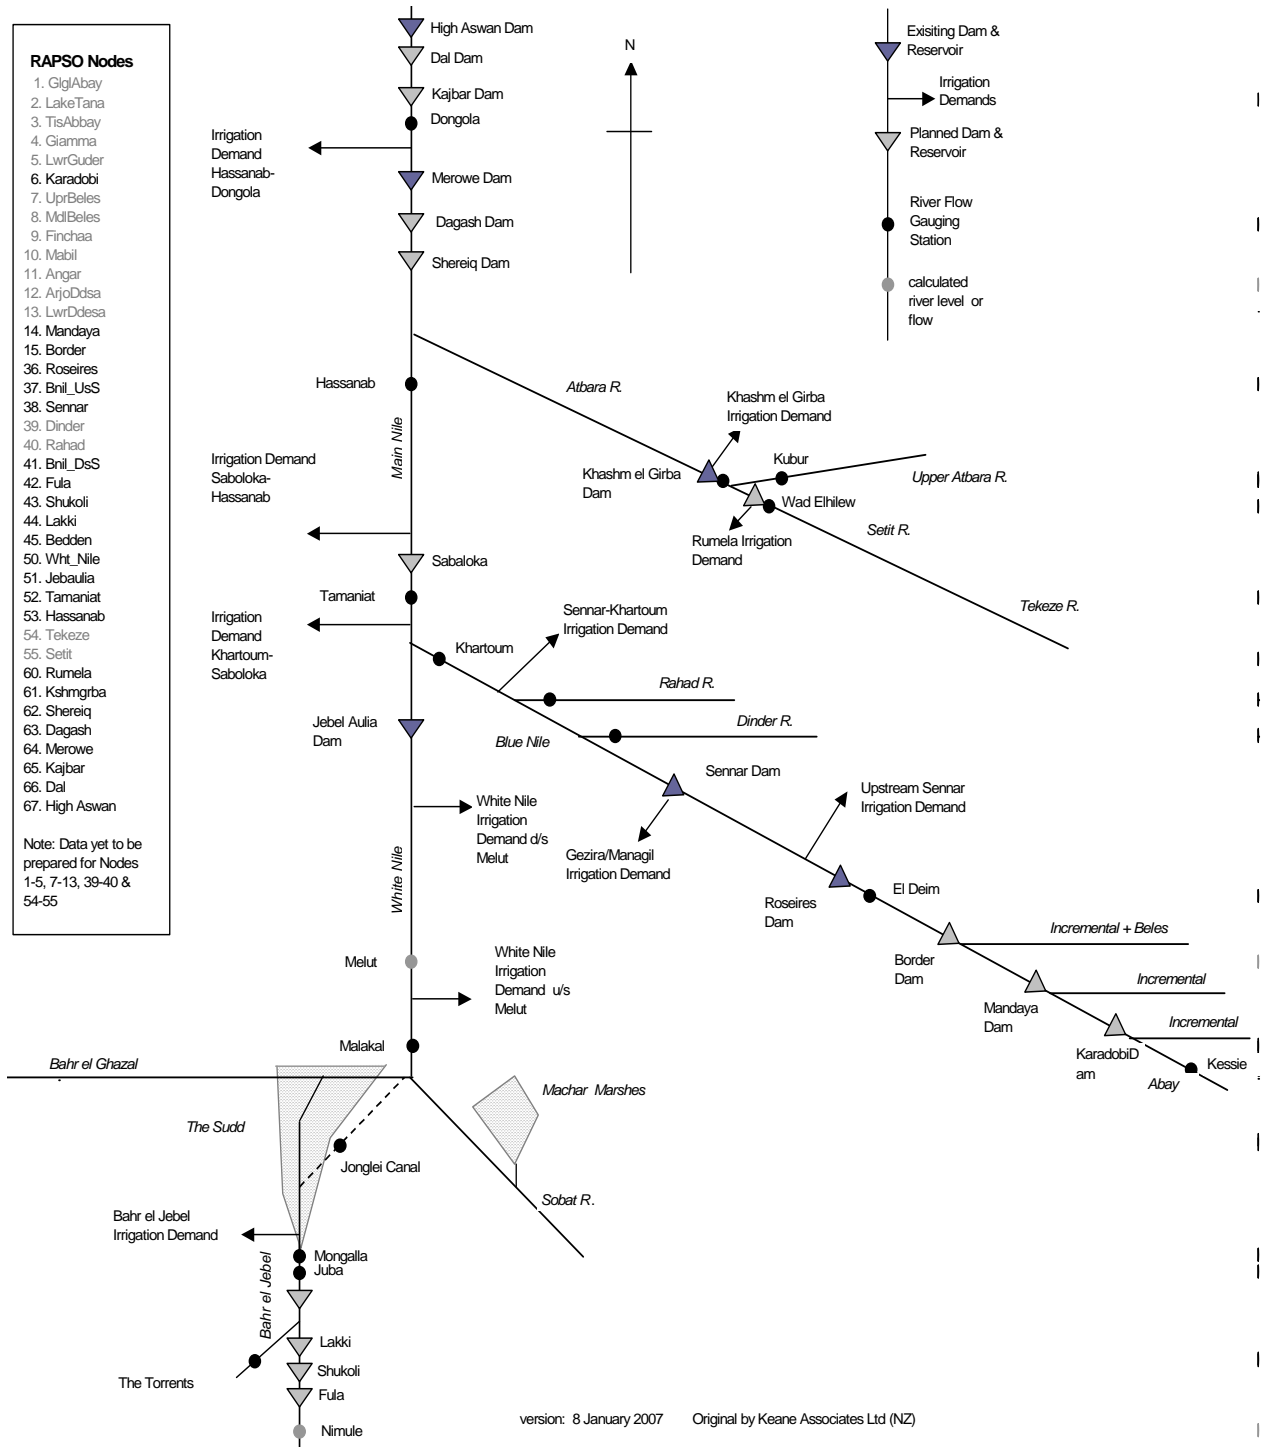 RAPSO Nodes
1. GlglAbay
2. LakeTana
3. TisAbbay
4. Giamma
5. LwrGuder
6. Karadobi
7. UprBeles
8. MdlBeles
9. Finchaa
10. Mabil
11. Angar
12. ArjoDdsa
13. LwrDdesa
14. Mandaya
15. Border
36. Roseires
37. Bnil_UsS
38. Sennar
39. Dinder
40. Rahad
41. Bnil_DsS
42. Fula
43. Shukoli
44. Lakki
45. Bedden
50. Wht_Nile
51. Jebaulia
52. Tamaniat
53. Hassanab
54. Tekeze
55. Setit
60. Rumela
61. Kshmgrba
62. Shereiq
63. Dagash
64. Merowe
65. Kajbar
66. Dal
67. High Aswan
Note: Data yet to be
prepared for Nodes
1-5, 7-13, 39-40 &
54-55
High Aswan Dam
Dal Dam
Kajbar Dam
Dongola
Irrigation
Demand
Hassanab-
Dongola
Merowe Dam
Dagash Dam
Shereiq Dam
N
Exisiting Dam &
Reservoir
Irrigation
Demands
Planned Dam &
Reservoir
River Flow
Gauging
Station
calculated
river level or
flow
Hassanab
Main Nile
Atbara R.
Khashm el Girba
Irrigation Demand
Khashm el Girba
Dam
Kubur
Upper Atbara R.
Wad Elhilew
Rumela Irrigation
Demand
Setit R.
Tekeze R.
Irrigation Demand
Saboloka-
Hassanab
Sabaloka
Tamaniat
Irrigation
Demand
Khartoum-
Saboloka
Khartoum
Sennar-Khartoum
Irrigation Demand
Rahad R.
Dinder R.
Blue Nile
Jebel Aulia
Dam
Sennar Dam
Gezira/Managil
Irrigation Demand
Upstream Sennar
Irrigation Demand
White Nile
Irrigation
Demand d/s
Melut
White Nile
Roseires
Dam
El Deim
Border
Dam
Incremental + Beles
Mandaya
Dam
Incremental
KaradobiD
am
Incremental
Kessie
Abay
Melut
White Nile
Irrigation
Demand u/s
Melut
Malakal
Bahr el Ghazal
The Sudd
Machar Marshes
Jonglei Canal
Sobat R.
Bahr el Jebel
Irrigation Demand
Mongalla
Juba
Bahr el Jebel
Lakki
Shukoli
Fula
The Torrents
Nimule
version: 8 January 2007 Original by Keane Associates Ltd (NZ)